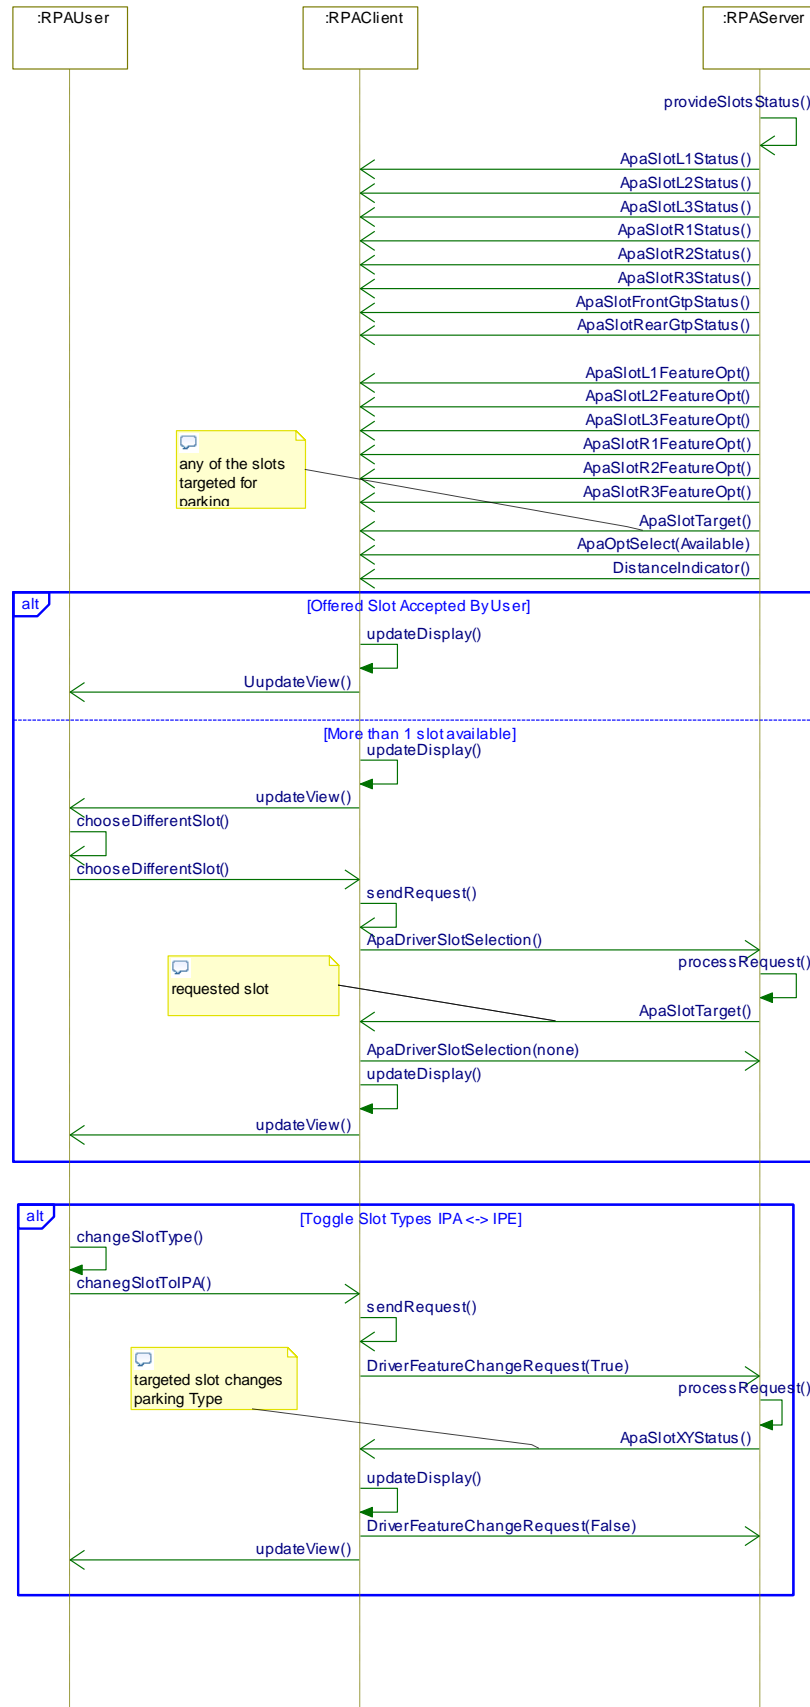 :RPAUser
:RPAClient
:RPAServer
provideSlotsStatus()
ApaSlotL1Status()
ApaSlotL2Status()
ApaSlotL3Status()
ApaSlotR1Status()
ApaSlotR2Status()
ApaSlotR3Status()
ApaSlotFrontGtpStatus()
ApaSlotRearGtpStatus()
ApaSlotL1FeatureOpt()
ApaSlotL2FeatureOpt()
ApaSlotL3FeatureOpt()
ApaSlotR1FeatureOpt()
ApaSlotR2FeatureOpt()
ApaSlotR3FeatureOpt()
any of the slots
targeted for
parking
ApaSlotTarget()
ApaOptSelect(Available)
DistanceIndicator()
alt
[Offered Slot Accepted By User]
updateDisplay()
UupdateView()
[More than 1 slot available]
updateDisplay()
updateView()
chooseDifferentSlot()
chooseDifferentSlot()
sendRequest()
ApaDriverSlotSelection()
processRequest()
requested slot
ApaSlotTarget()
ApaDriverSlotSelection(none)
updateDisplay()
updateView()
alt
[Toggle Slot Types IPA <-> IPE]
changeSlotType()
chanegSlotToIPA()
sendRequest()
DriverFeatureChangeRequest(True)
processRequest()
targeted slot changes
parking Type
ApaSlotXYStatus()
updateDisplay()
DriverFeatureChangeRequest(False)
updateView()